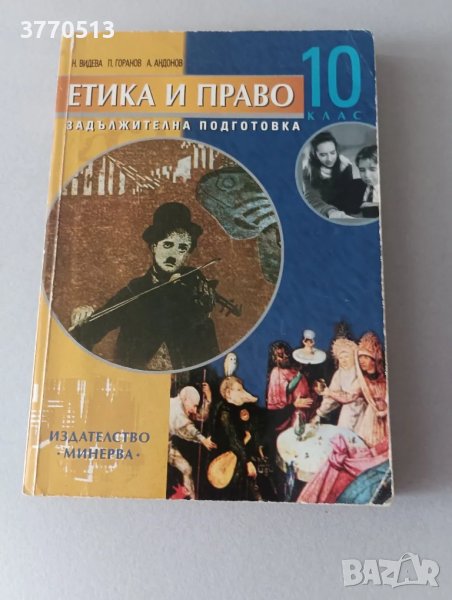 3770513
Н. ВИДЕВА П. ГОРАНОВ А. АНДОНОВ
ЕТИКА И ПРАВО
10
КЛАС
ЗАДЪЛЖИТЕЛНА ПОДГОТОВКА
ИЗДАТЕЛСТВО
·МИНЕРВА·
BAZAR